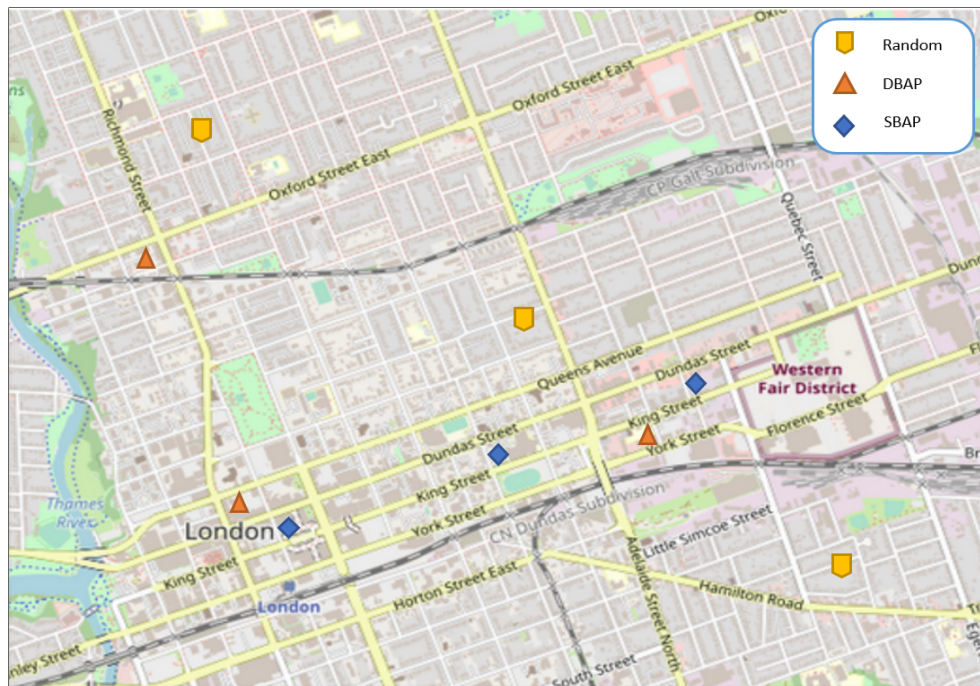 Oxford Street East
Random
DBAP
SBAP
Richmond Street
Oxford Street East
CP Galt Subdivision
Quebec Street
Queens Avenue
Dundas Street
Western
Fair District
King Street
York Street
Florence Street
Dundas Street
King Street
York Street
CN Dundas Subdivision
Thames
River
London
King Street
London
Horton Street East
Little Simcoe Street
Hamilton Road
Adelaide Street North
nley Street
South Street